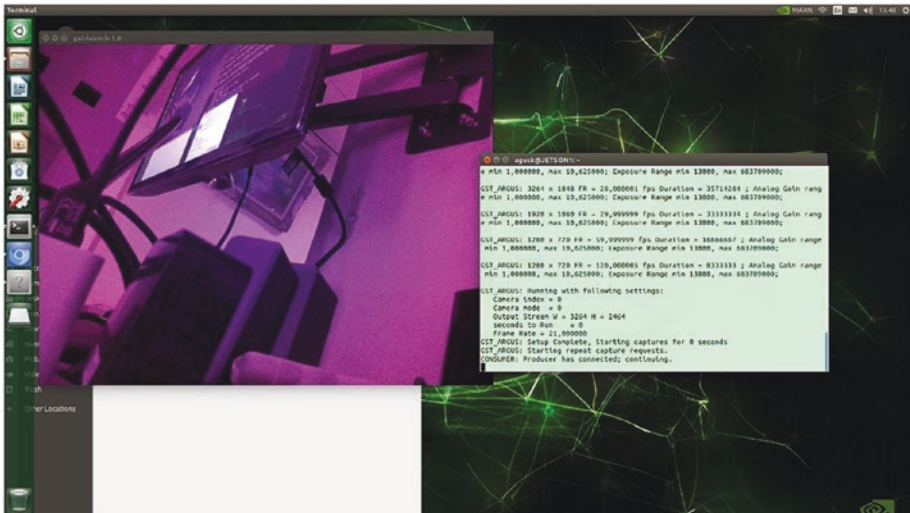 Terminal
MAXN
En
15:48
gst-launch-1.0
aguck@JETSON1: ~
e min 1,000000, max 10,625000; Exposure Range min 13000, max 683709000;
GST_ARGUS: 3264 x 1848 FR = 28,000001 fps Duration = 35714284 ; Analog Gain rang
e min 1,000000, max 10,625000; Exposure Range min 13000, max 683709000;
GST_ARGUS: 1920 x 1080 FR = 29,999999 fps Duration = 33333334 ; Analog Gain rang
e min 1,000000, max 10,625000; Exposure Range min 13000, max 683709000;
GST_ARGUS: 1280 x 720 FR = 59,999999 fps Duration = 16666667 ; Analog Gain range
min 1,000000, max 10,625000; Exposure Range min 13000, max 683709000;
GST_ARGUS: 1280 x 720 FR = 120,000005 fps Duration = 8333333 ; Analog Gain range
min 1,000000, max 10,625000; Exposure Range min 13000, max 683709000;
GST_ARGUS: Running with following settings:
Camera index = 0
Camera mode = 0
Output Stream W = 3264 H = 2464
seconds to Run = 0
Frame Rate = 21,000000
GST_ARGUS: Setup Complete, Starting captures for 0 seconds
GST_ARGUS: Starting repeat capture requests.
CONSUMER: Producer has connected; continuing.
Other Locations